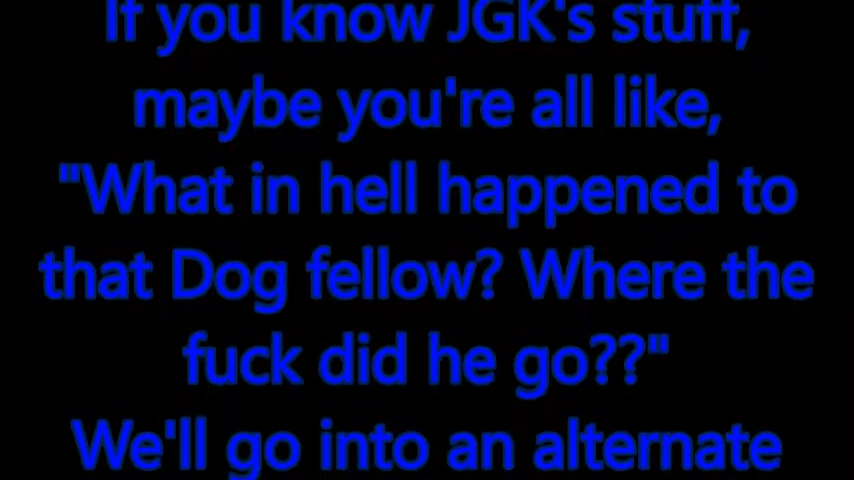 If you know JGK's stuff,
maybe you're all like,
"What in hell happened to
that Dog fellow? Where the
fuck did he go??"
We'll go into an alternate